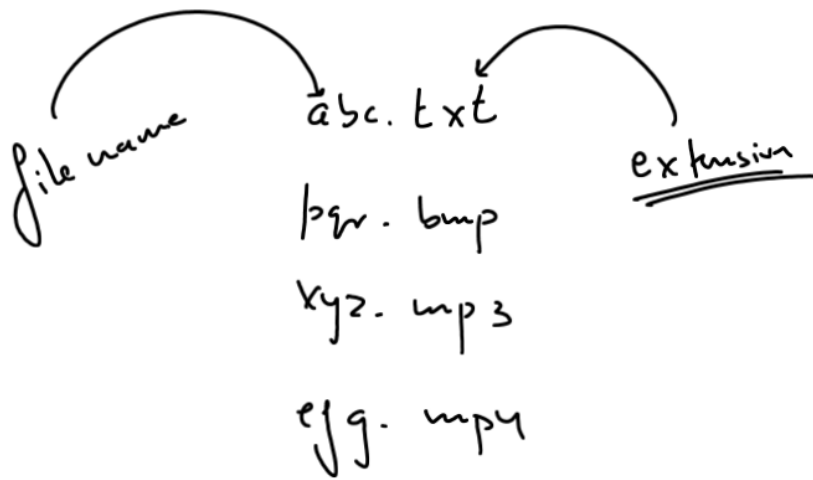 abc.txt
file name
extension
pqr.bmp
xyz.mp3
efg.mp4